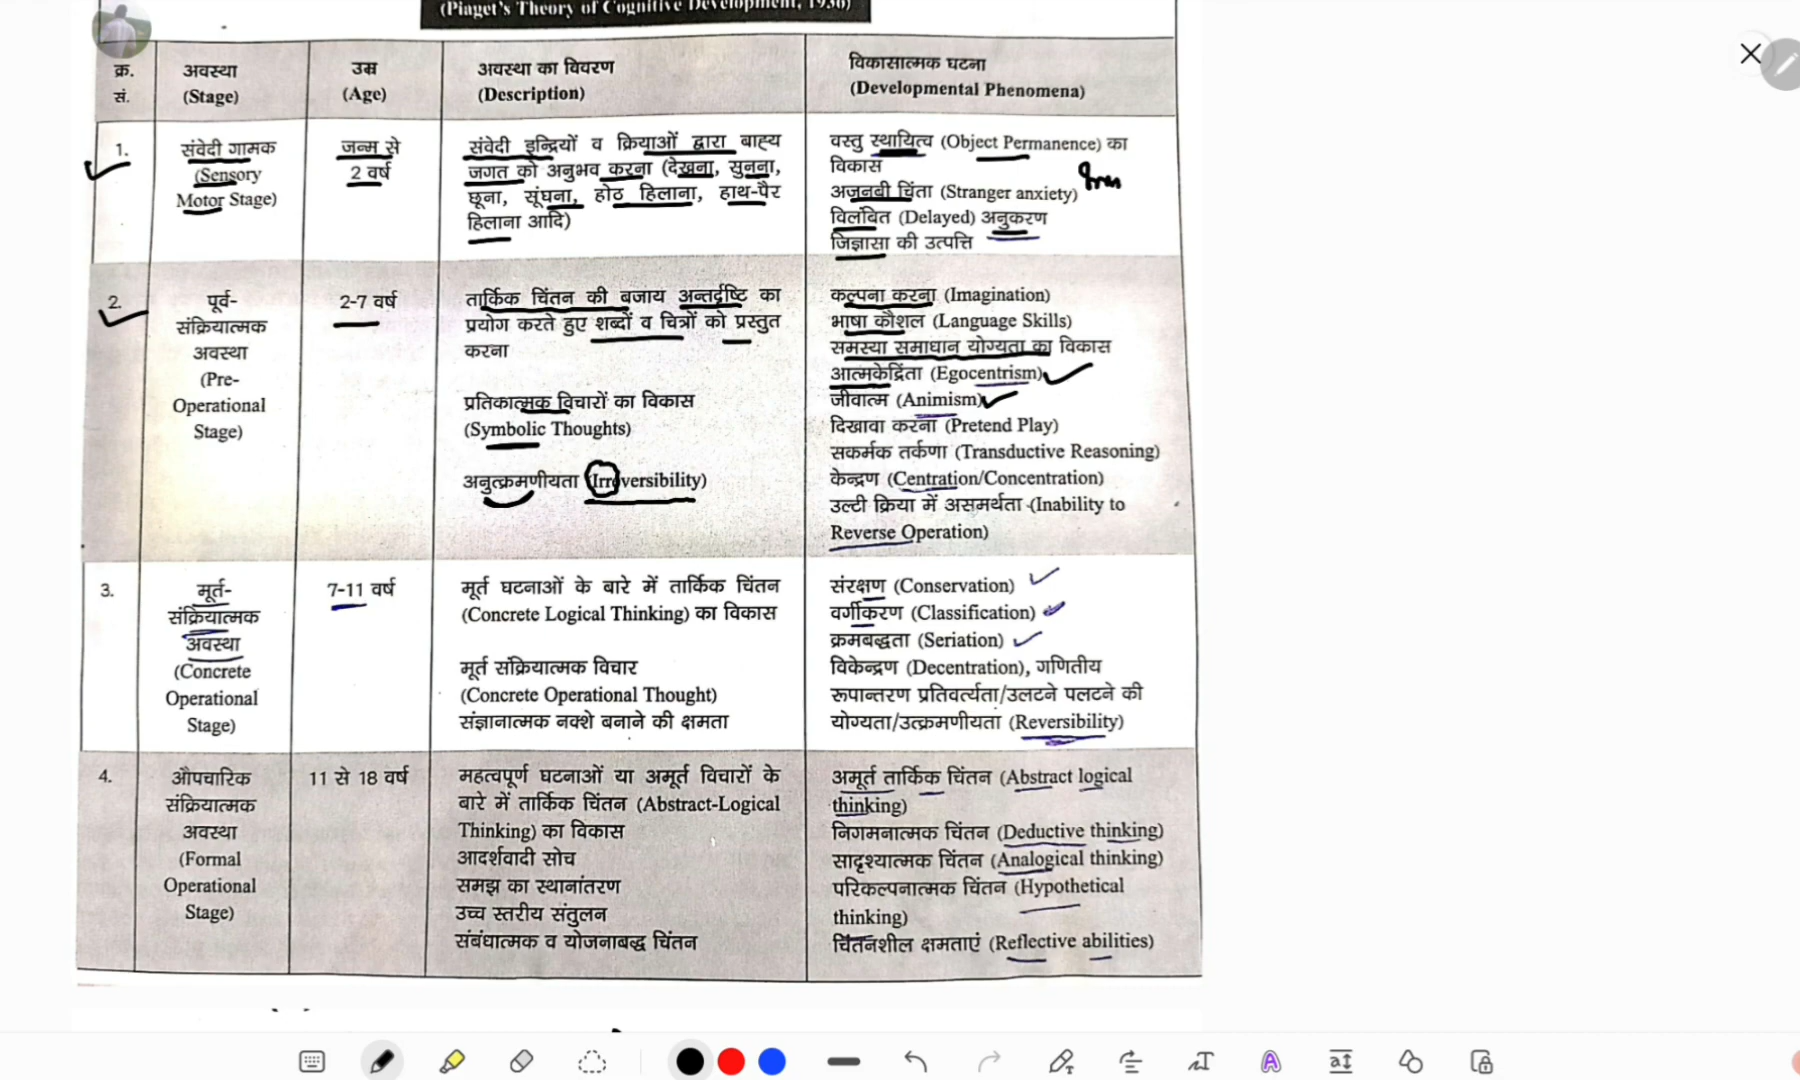 (Piaget's Theory of Cognitive Development, 1936)
क्र. सं.
अवस्था (Stage)
उम्र (Age)
अवस्था का विवरण (Description)
विकासात्मक घटना (Developmental Phenomena)
1.
संवेदी गामक
(Sensory
Motor Stage)
जन्म से
2 वर्ष
संवेदी इन्द्रियों व क्रियाओं द्वारा बाह्य
जगत को अनुभव करना (देखना, सुनना,
छूना, सूंघना, होठ हिलाना, हाथ-पैर
हिलाना आदि)
वस्तु स्थायित्व (Object Permanence) का
विकास
अजनबी चिंता (Stranger anxiety)
विलंबित (Delayed) अनुकरण
जिज्ञासा की उत्पत्ति
2.
पूर्व-
संक्रियात्मक
अवस्था
(Pre-
Operational
Stage)
2-7 वर्ष
तार्किक चिंतन की बजाय अन्तर्दृष्टि का
प्रयोग करते हुए शब्दों व चित्रों को प्रस्तुत
करना
प्रतिकात्मक विचारों का विकास
(Symbolic Thoughts)
अनुत्क्रमणीयता (Irreversibility)
कल्पना करना (Imagination)
भाषा कौशल (Language Skills)
समस्या समाधान योग्यता का विकास
आत्मकेद्रिंता (Egocentrism)
जीवात्म (Animism)
दिखावा करना (Pretend Play)
सकर्मक तर्कणा (Transductive Reasoning)
केन्द्रण (Centration/Concentration)
उल्टी क्रिया में असमर्थता (Inability to
Reverse Operation)
3.
मूर्त-
संक्रियात्मक
अवस्था
(Concrete
Operational
Stage)
7-11 वर्ष
मूर्त घटनाओं के बारे में तार्किक चिंतन
(Concrete Logical Thinking) का विकास
मूर्त संक्रियात्मक विचार
(Concrete Operational Thought)
संज्ञानात्मक नक्शे बनाने की क्षमता
संरक्षण (Conservation)
वर्गीकरण (Classification)
क्रमबद्धता (Seriation)
विकेन्द्रण (Decentration), गणितीय
रूपान्तरण प्रतिवर्त्यता/उलटने पलटने की
योग्यता/उत्क्रमणीयता (Reversibility)
4.
औपचारिक
संक्रियात्मक
अवस्था
(Formal
Operational
Stage)
11 से 18 वर्ष
महत्वपूर्ण घटनाओं या अमूर्त विचारों के
बारे में तार्किक चिंतन (Abstract-Logical
Thinking) का विकास
आदर्शवादी सोच
समझ का स्थानांतरण
उच्च स्तरीय संतुलन
संबंधात्मक व योजनाबद्ध चिंतन
अमूर्त तार्किक चिंतन (Abstract logical
thinking)
निगमनात्मक चिंतन (Deductive thinking)
सादृश्यात्मक चिंतन (Analogical thinking)
परिकल्पनात्मक चिंतन (Hypothetical
thinking)
चिंतनशील क्षमताएं (Reflective abilities)